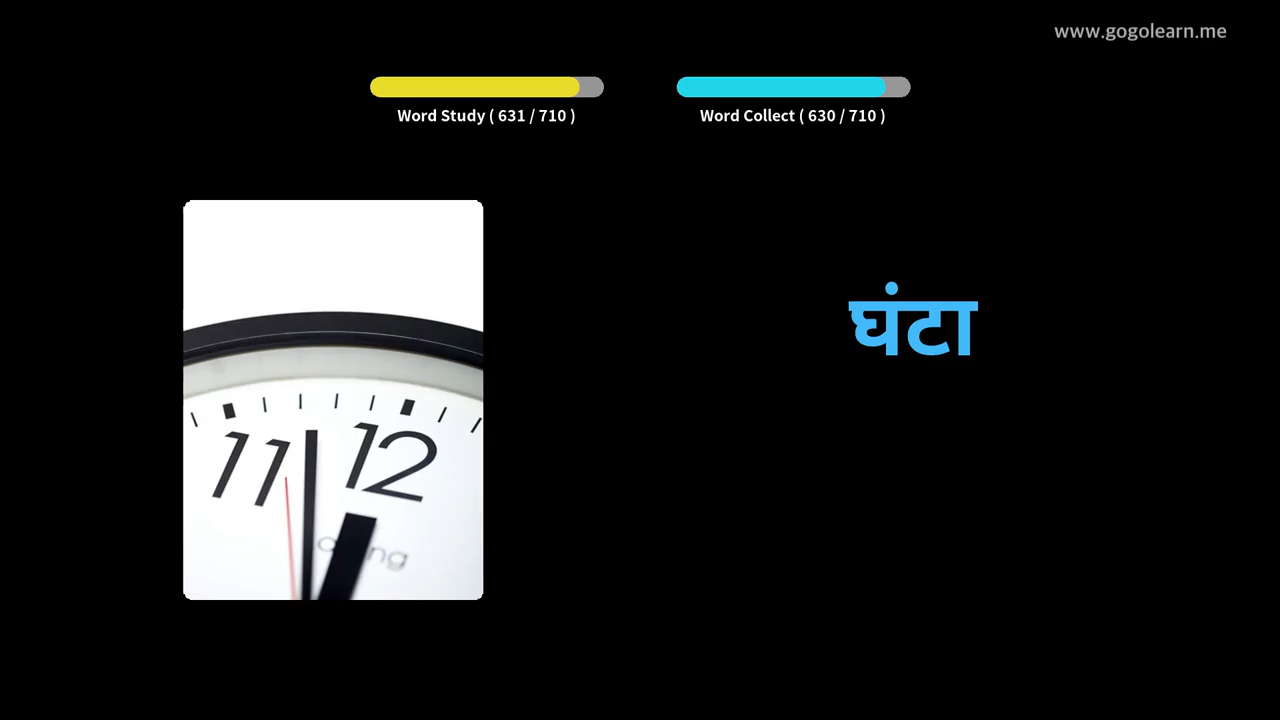 www.gogolearn.me
Word Study ( 631 / 710 )
Word Collect ( 630 / 710 )
घंटा
11 12